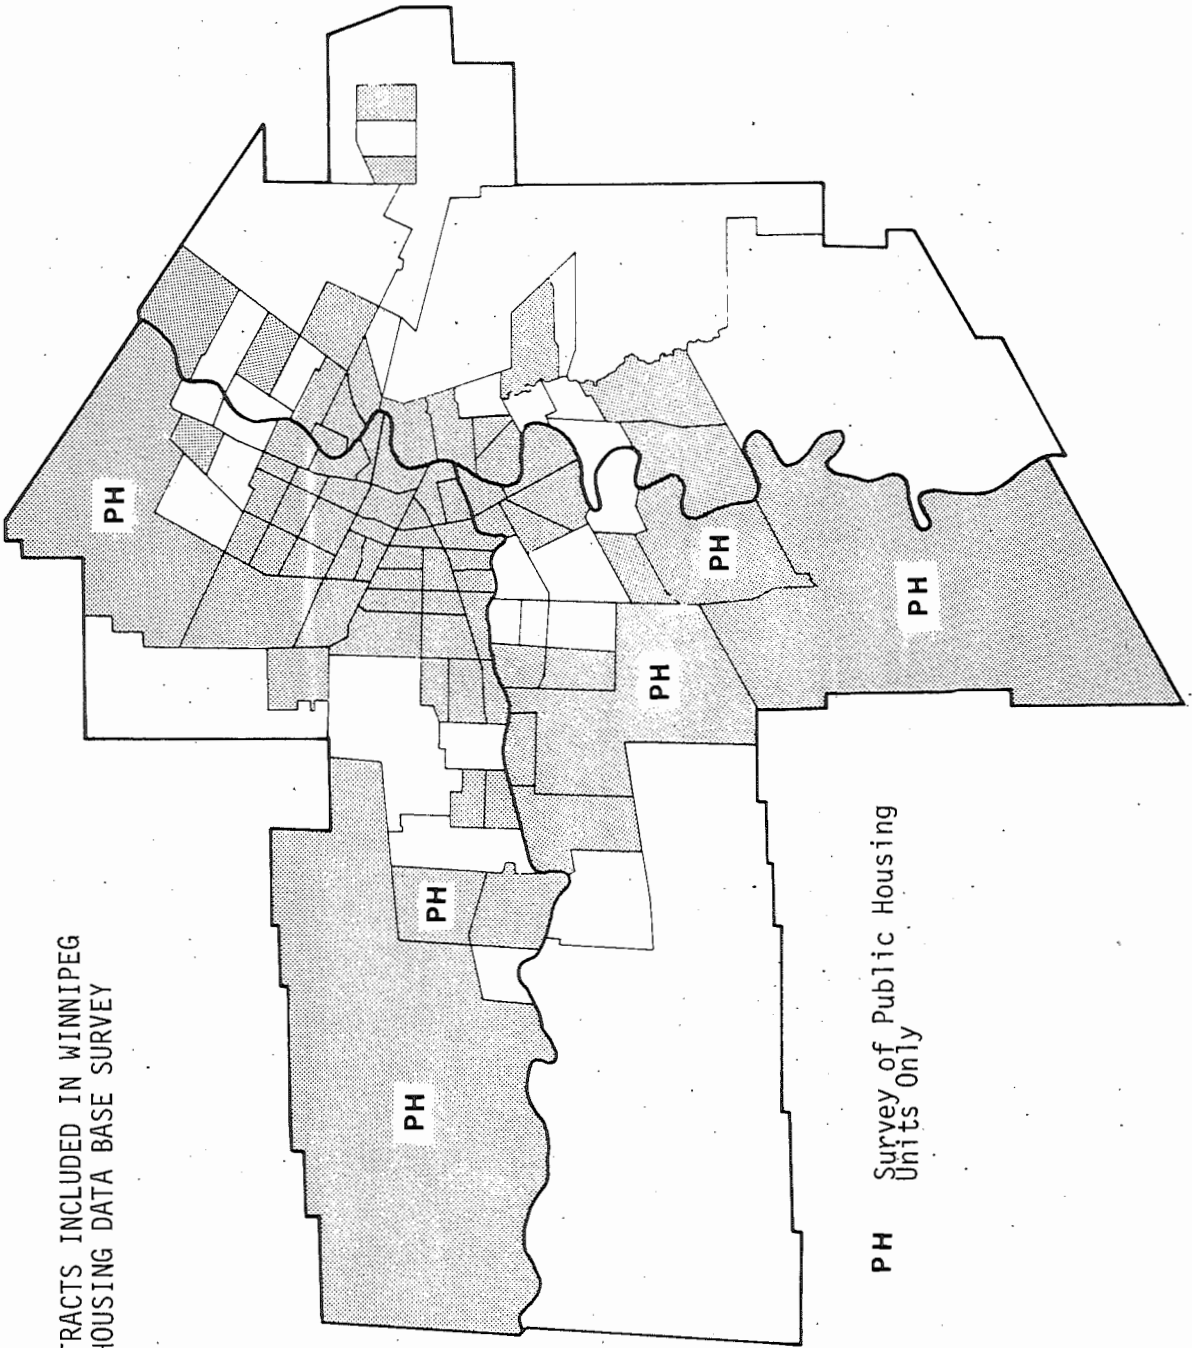 TRACTS INCLUDED IN WINNIPEG
HOUSING DATA BASE SURVEY
PH
PH
PH
PH
PH
PH
PH Survey of Public Housing
Units Only